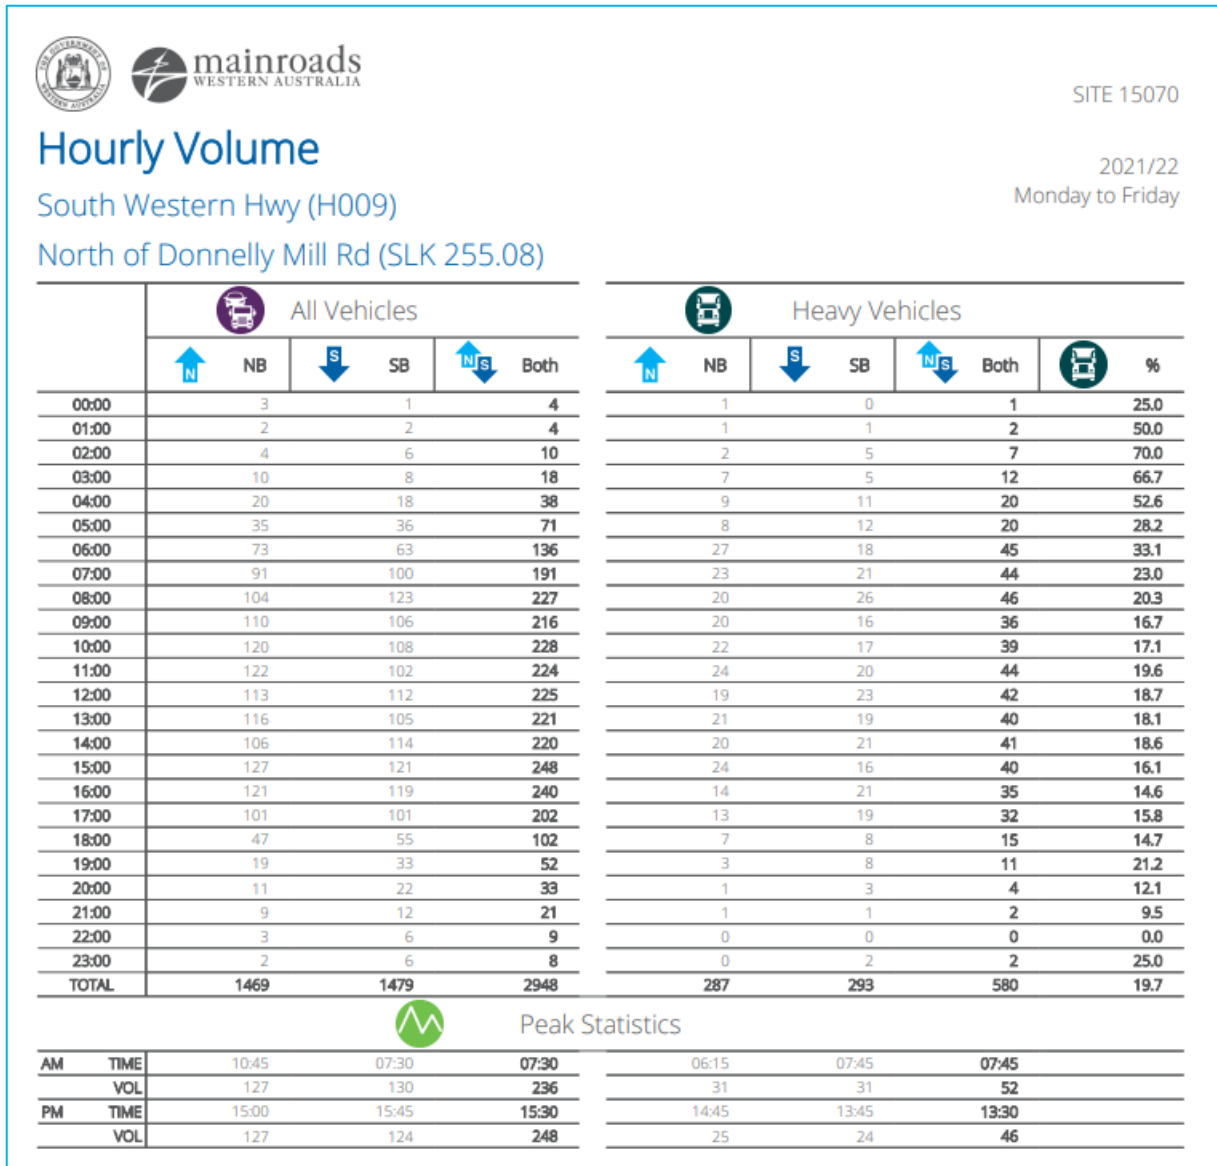 THE GOVERNMENT OF WESTERN AUSTRALIA
mainroads
WESTERN AUSTRALIA
SITE 15070
Hourly Volume
2021/22
South Western Hwy (H009)
Monday to Friday
North of Donnelly Mill Rd (SLK 255.08)
All Vehicles Heavy Vehicles
N NB S SB N S Both N NB S SB N S Both %
00:00 3 1 4 1 0 1 25.0
01:00 2 2 4 1 1 2 50.0
02:00 4 6 10 2 5 7 70.0
03:00 10 8 18 7 5 12 66.7
04:00 20 18 38 9 11 20 52.6
05:00 35 36 71 8 12 20 28.2
06:00 73 63 136 27 18 45 33.1
07:00 91 100 191 23 21 44 23.0
08:00 104 123 227 20 26 46 20.3
09:00 110 106 216 20 16 36 16.7
10:00 120 108 228 22 17 39 17.1
11:00 122 102 224 24 20 44 19.6
12:00 113 112 225 19 23 42 18.7
13:00 116 105 221 21 19 40 18.1
14:00 106 114 220 20 21 41 18.6
15:00 127 121 248 24 16 40 16.1
16:00 121 119 240 14 21 35 14.6
17:00 101 101 202 13 19 32 15.8
18:00 47 55 102 7 8 15 14.7
19:00 19 33 52 3 8 11 21.2
20:00 11 22 33 1 3 4 12.1
21:00 9 12 21 1 1 2 9.5
22:00 3 6 9 0 0 0 0.0
23:00 2 6 8 0 2 2 25.0
TOTAL 1469 1479 2948 287 293 580 19.7
Peak Statistics
AM TIME 10:45 07:30 07:30 06:15 07:45 07:45
VOL 127 130 236 31 31 52
PM TIME 15:00 15:45 15:30 14:45 13:45 13:30
VOL 127 124 248 25 24 46